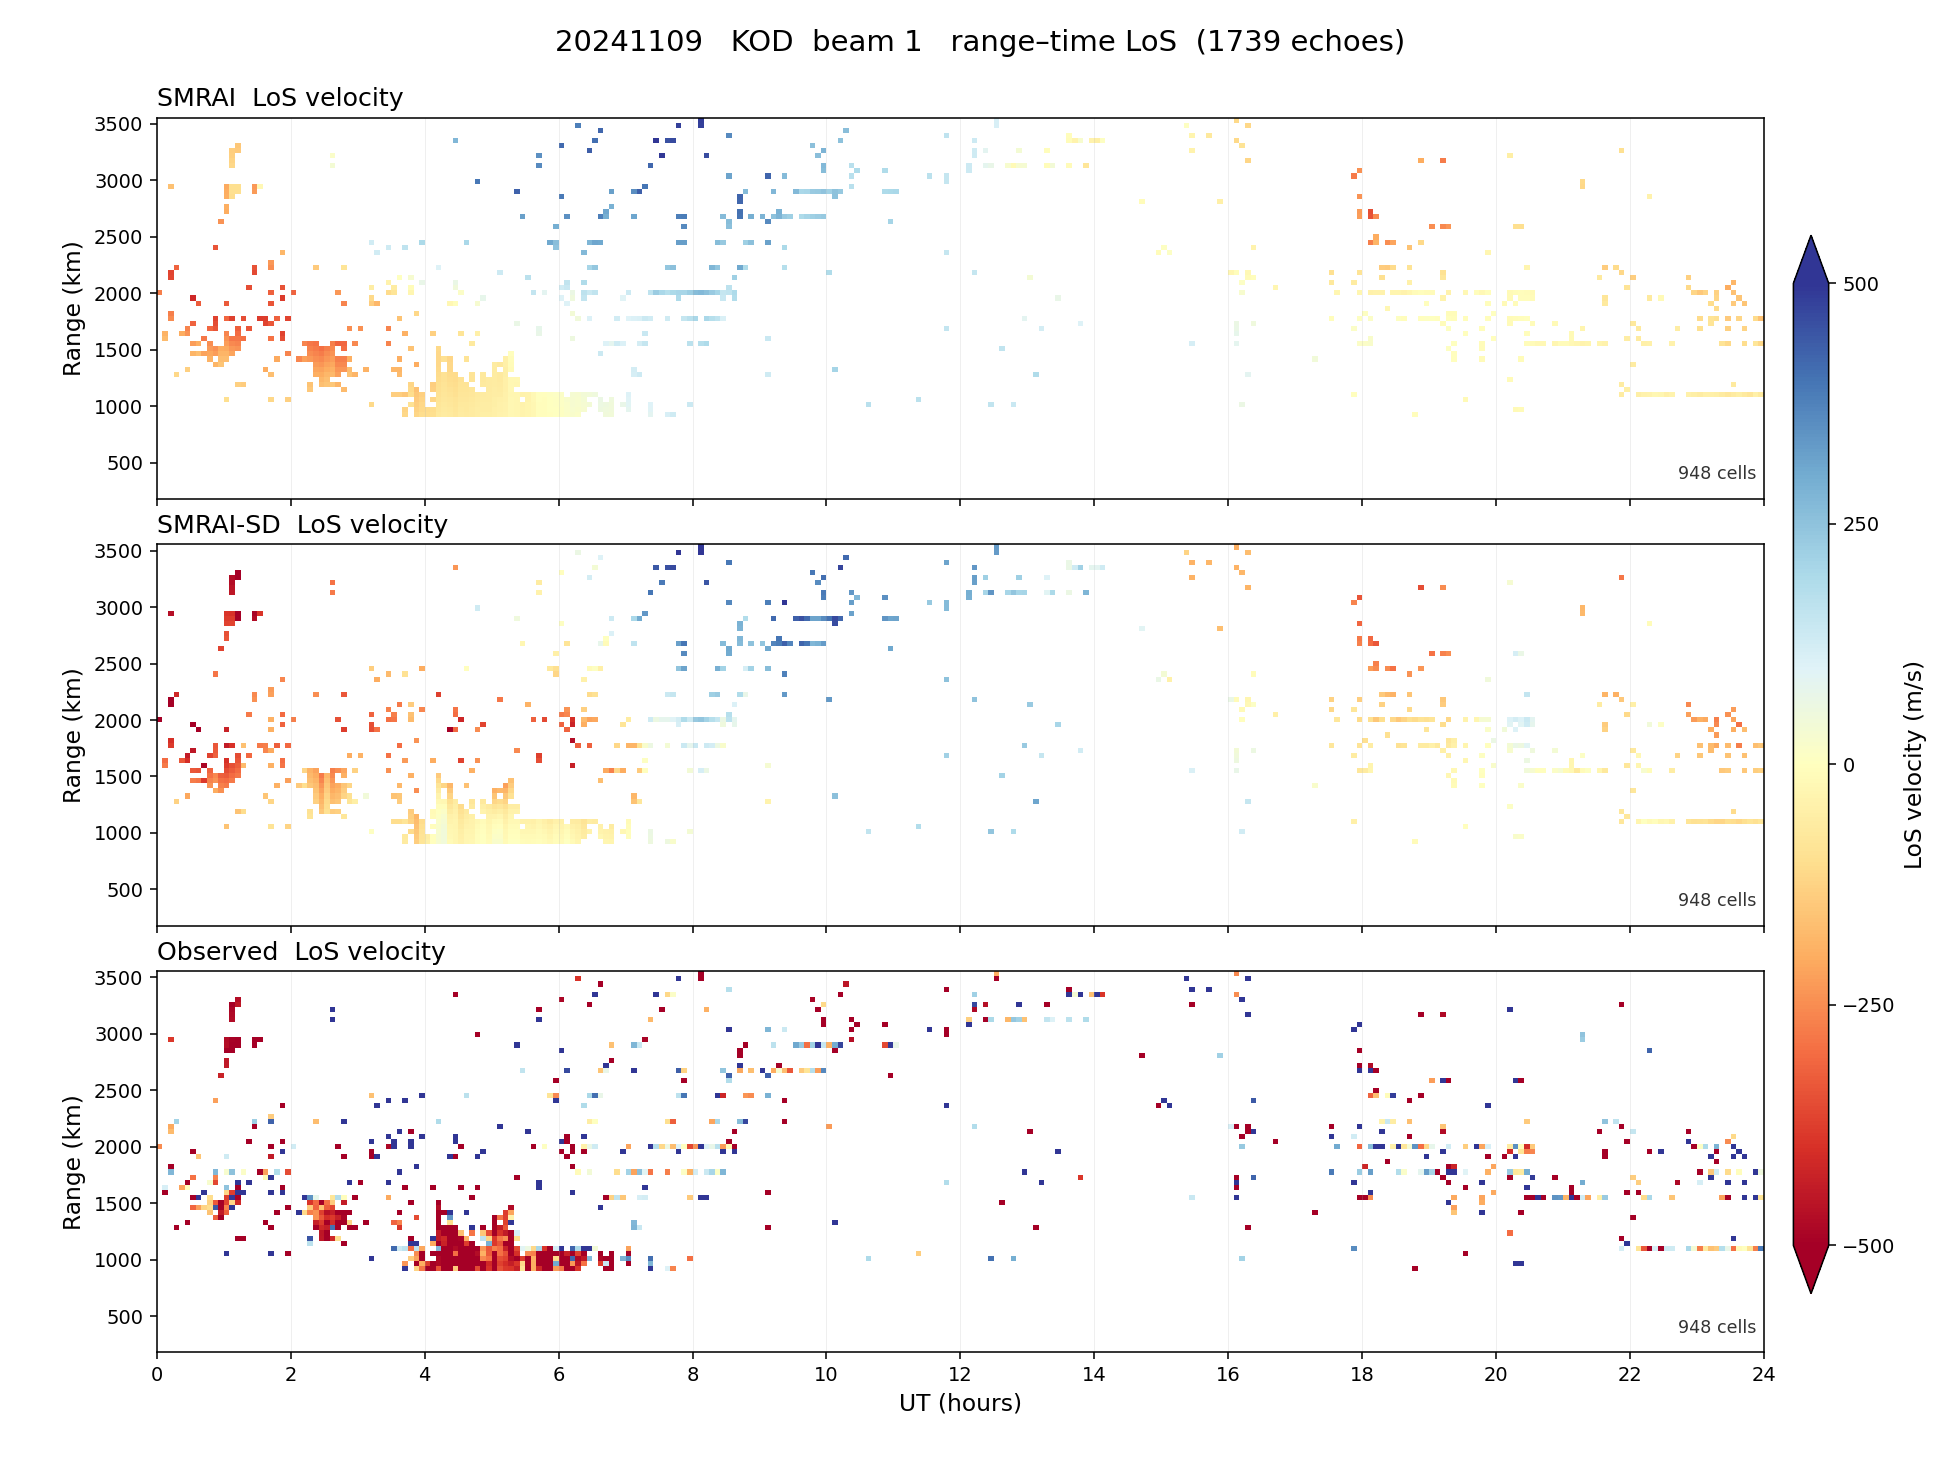 20241109 KOD beam 1 range–time LoS (1739 echoes)
SMRAI LoS velocity
3500
3000
2500
2000
1500
1000
500
Range (km)
948 cells
SMRAI-SD LoS velocity
3500
3000
2500
2000
1500
1000
500
Range (km)
948 cells
Observed LoS velocity
3500
3000
2500
2000
1500
1000
500
Range (km)
948 cells
0 2 4 6 8 10 12 14 16 18 20 22 24
UT (hours)
500
250
0
−250
−500
LoS velocity (m/s)